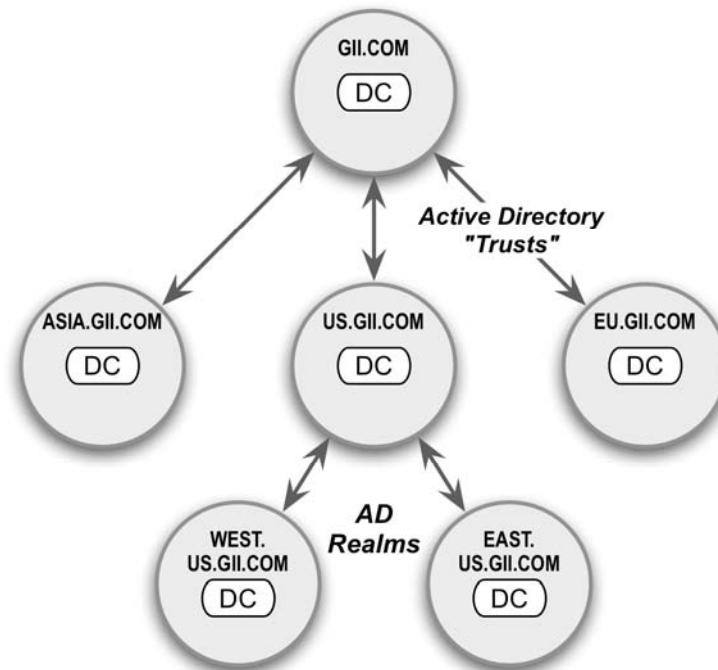 GII.COM
DC
Active Directory
"Trusts"
ASIA.GII.COM
DC
US.GII.COM
DC
EU.GII.COM
DC
WEST.
US.GII.COM
DC
AD
Realms
EAST.
US.GII.COM
DC